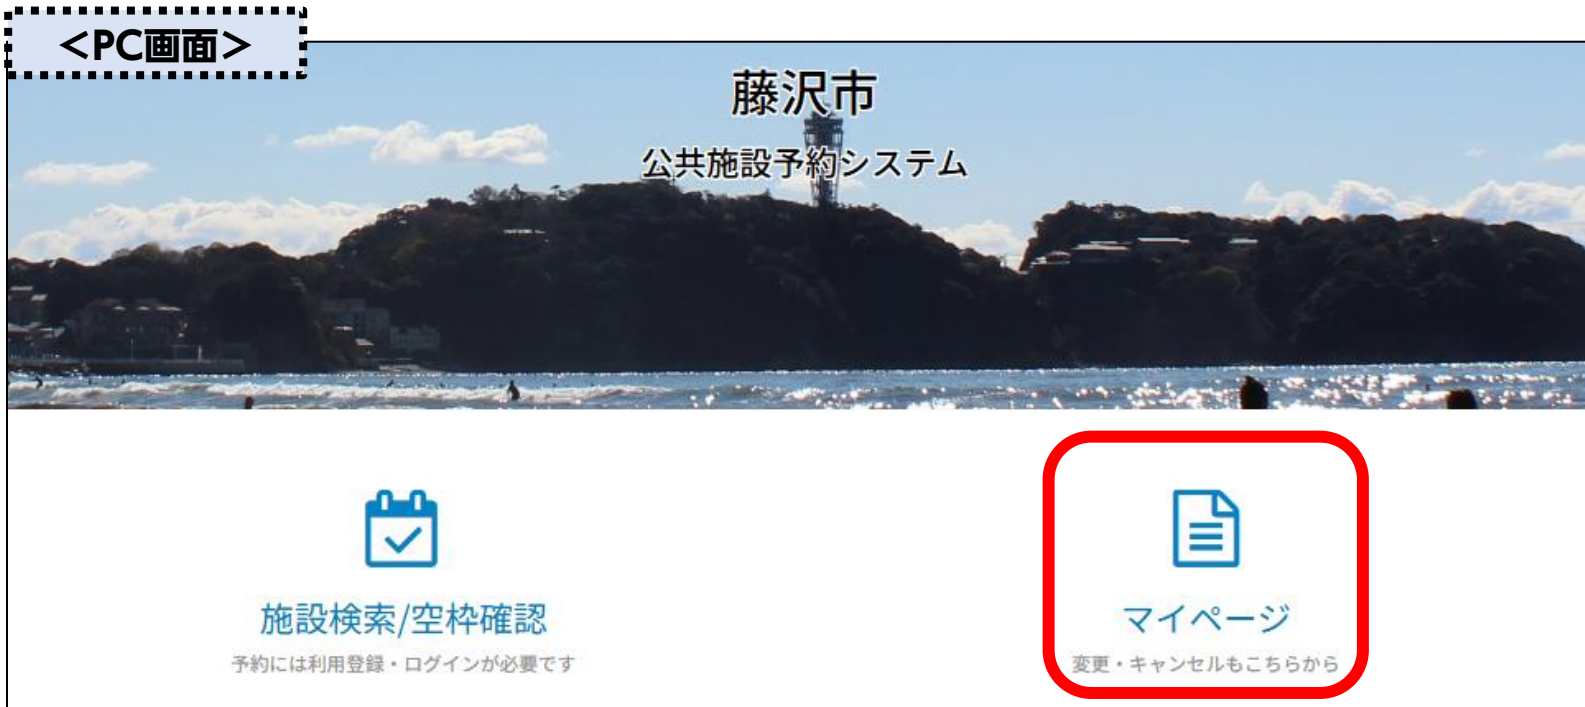 ＜PC画面＞
藤沢市
公共施設予約システム
施設検索/空枠確認
予約には利用登録・ログインが必要です
マイページ
変更・キャンセルもこちらから